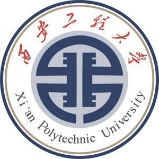 西安工程大学
Xi'an Polytechnic University